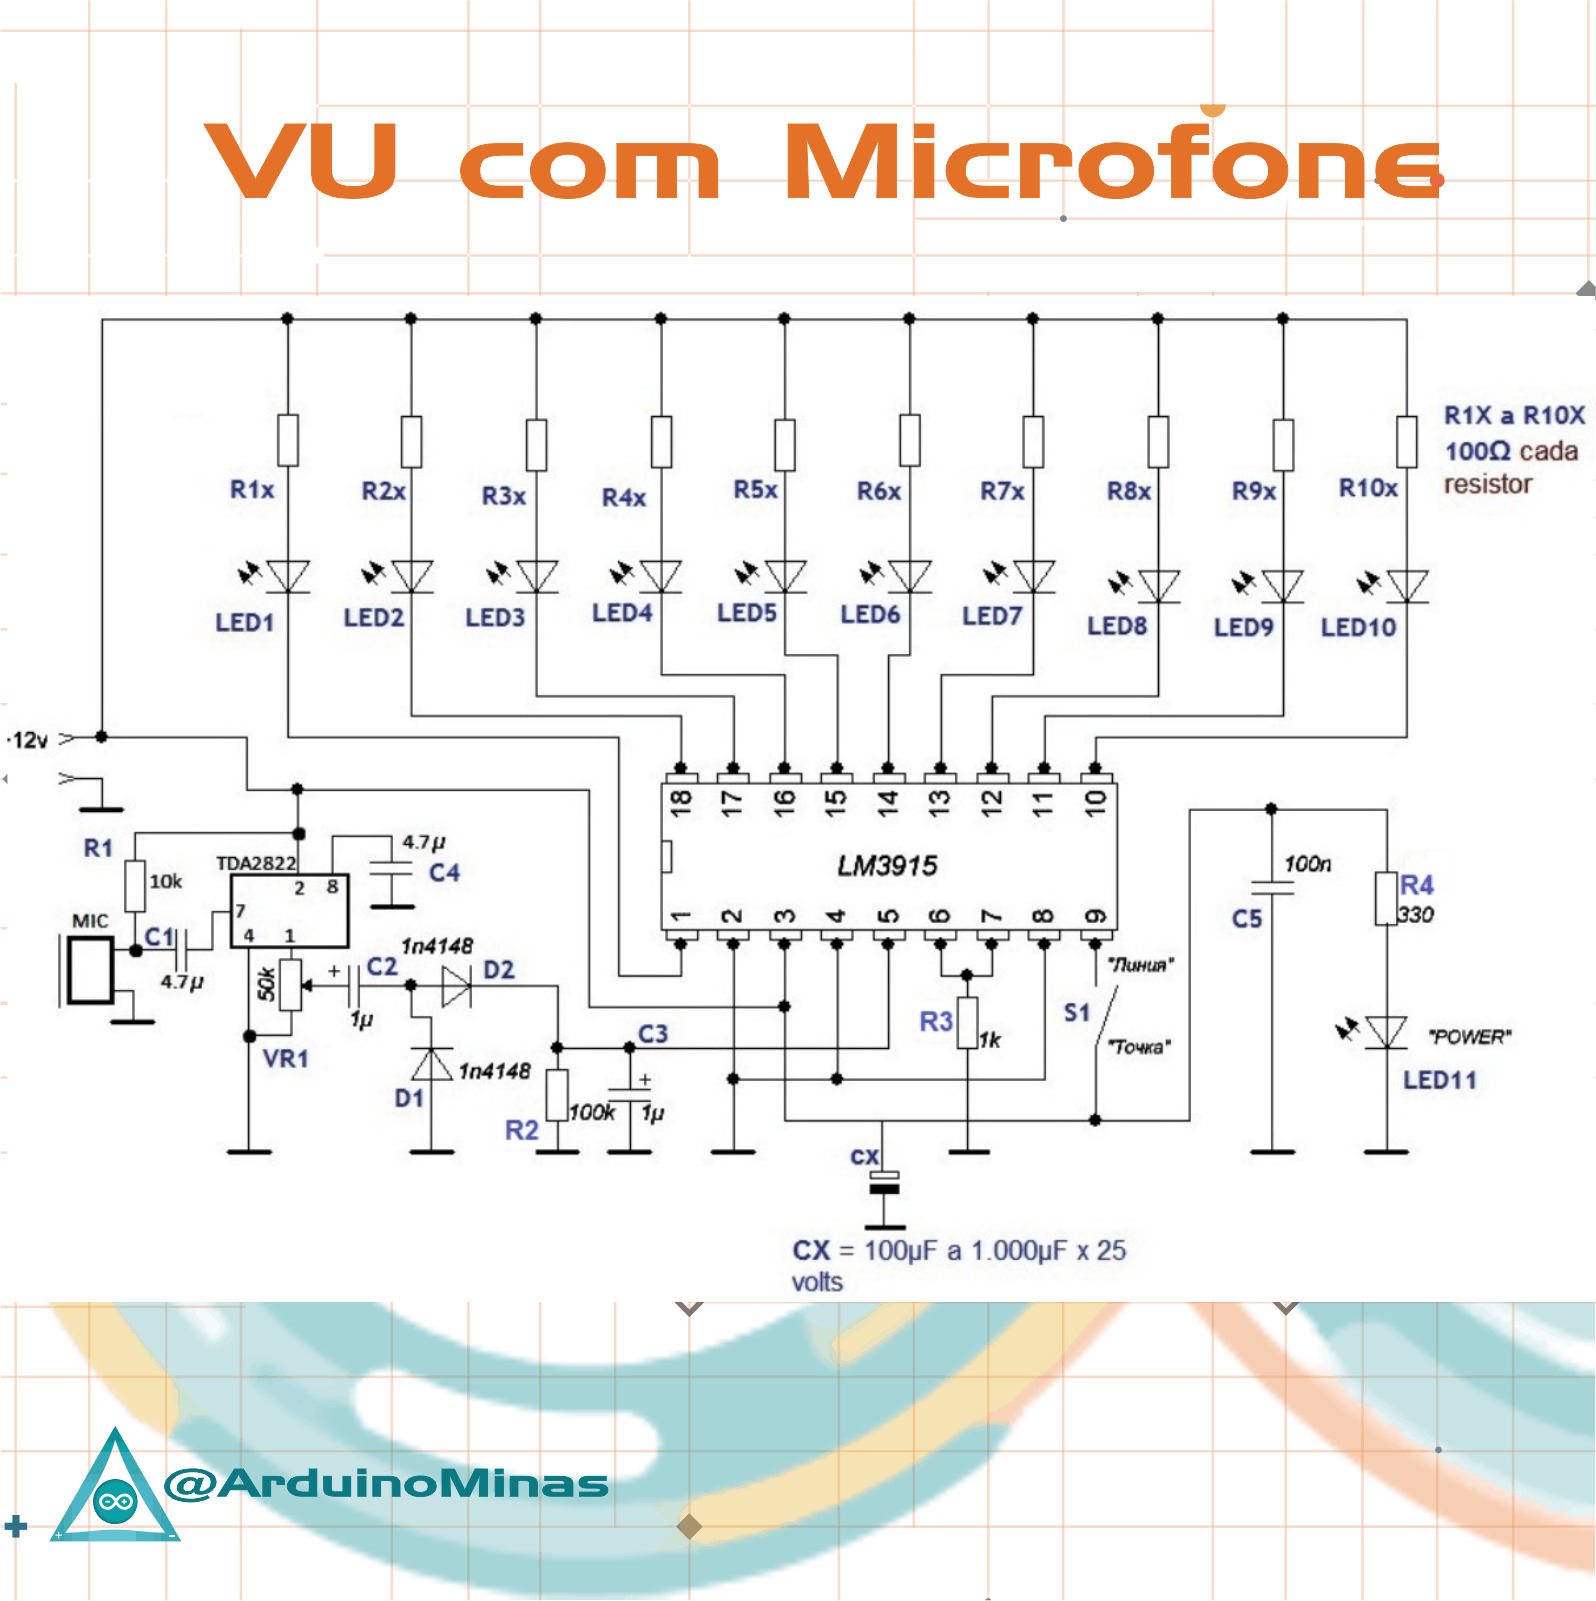 VU com Microfone
R1X a R10X
100Ω cada
resistor
R1x
R2x
R3x
R4x
R5x
R6x
R7x
R8x
R9x
R10x
LED1
LED2
LED3
LED4
LED5
LED6
LED7
LED8
LED9
LED10
-12v
18
17
16
15
14
13
12
11
10
LM3915
1
2
3
4
5
6
7
8
9
R1
10k
TDA2822
2
8
7
4
1
4.7µ
C4
MIC
C1
4.7µ
50k
VR1
+
C2
1µ
1n4148
D2
1n4148
D1
R2
100k
C3
+
1µ
R3
1k
"Линия"
S1
"Точка"
100n
C5
R4
330
"POWER"
LED11
cx
CX = 100µF a 1.000µF x 25
volts
@ArduinoMinas